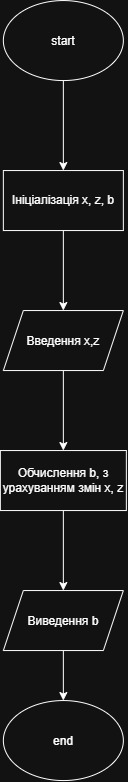 start
Ініціалізація x, z, b
Введення x,z
Обчислення b, з
урахуванням змін x, z
Виведення b
end